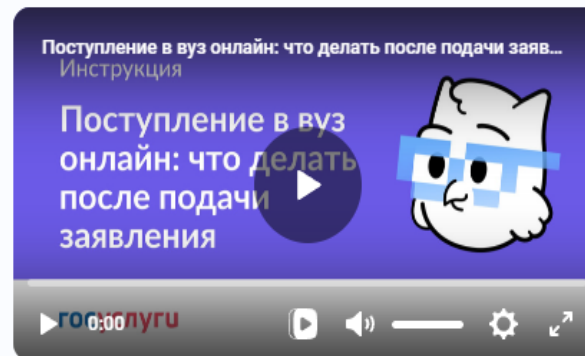 Поступление в вуз онлайн: что делать после подачи заяв...
Инструкция
Поступление в вуз
онлайн: что делать
после подачи
заявления
госуслуги
0:00